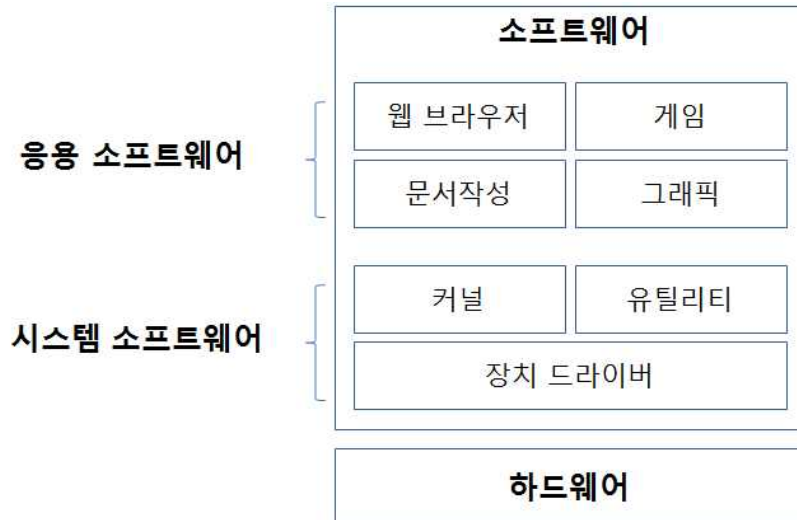 소프트웨어
웹 브라우저 게임
응용 소프트웨어
문서작성 그래픽
커널 유틸리티
시스템 소프트웨어
장치 드라이버
하드웨어